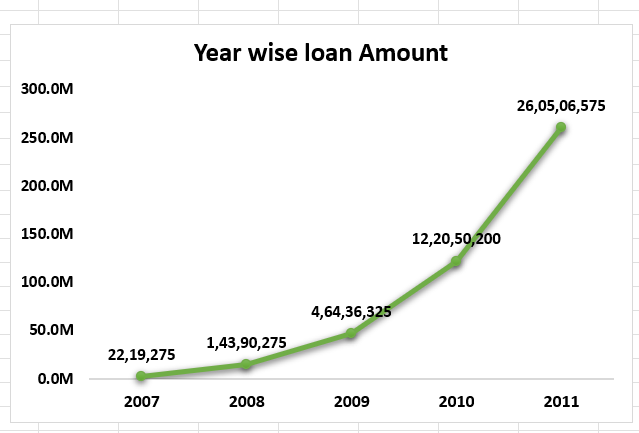 Year wise loan Amount
300.0M
26,05,06,575
250.0M
200.0M
150.0M
12,20,50,200
100.0M
4,64,36,325
50.0M
1,43,90,275
22,19,275
0.0M
2007 2008 2009 2010 2011